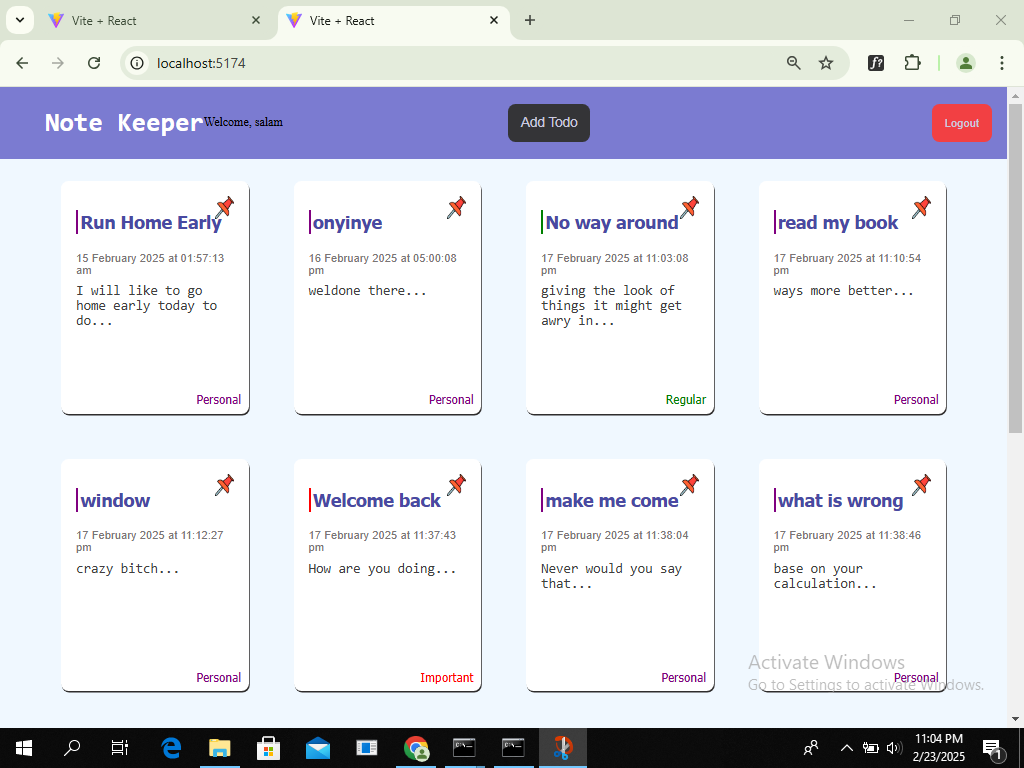 Vite + React
Vite + React
localhost:5174
Note Keeper
Welcome, salam
Add Todo
Logout
Run Home Early
15 February 2025 at 01:57:13
am
I will like to go
home early today to
do...
Personal
onyinye
16 February 2025 at 05:00:08
pm
weldone there...
Personal
No way around
17 February 2025 at 11:03:08
pm
giving the look of
things it might get
awry in...
Regular
read my book
17 February 2025 at 11:10:54
pm
ways more better...
Personal
window
17 February 2025 at 11:12:27
pm
crazy bitch...
Personal
Welcome back
17 February 2025 at 11:37:43
pm
How are you doing...
Important
make me come
17 February 2025 at 11:38:04
pm
Never would you say
that...
Personal
what is wrong
17 February 2025 at 11:38:46
pm
base on your
calculation...
Personal
Activate Windows
Go to Settings to activate Windows.
11:04 PM
2/23/2025
1